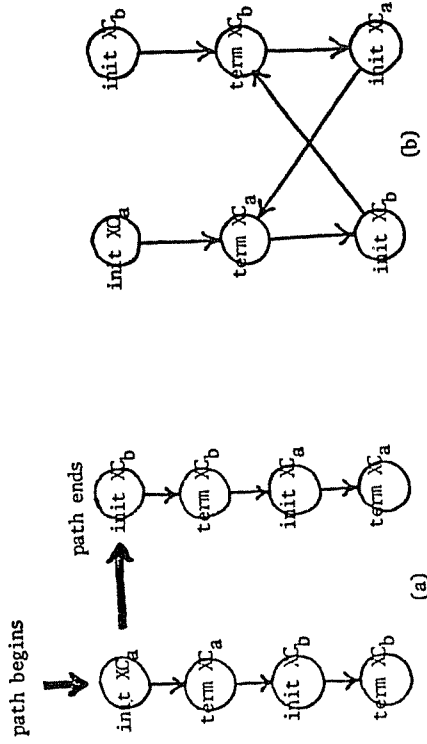 path begins
path ends
init XC_a
term XC_a
init XC_b
term XC_b
init XC_b
term XC_b
init XC_a
term XC_a
(a)
init XC_a
term XC_a
init XC_b
init XC_b
term XC_b
init XC_a
(b)